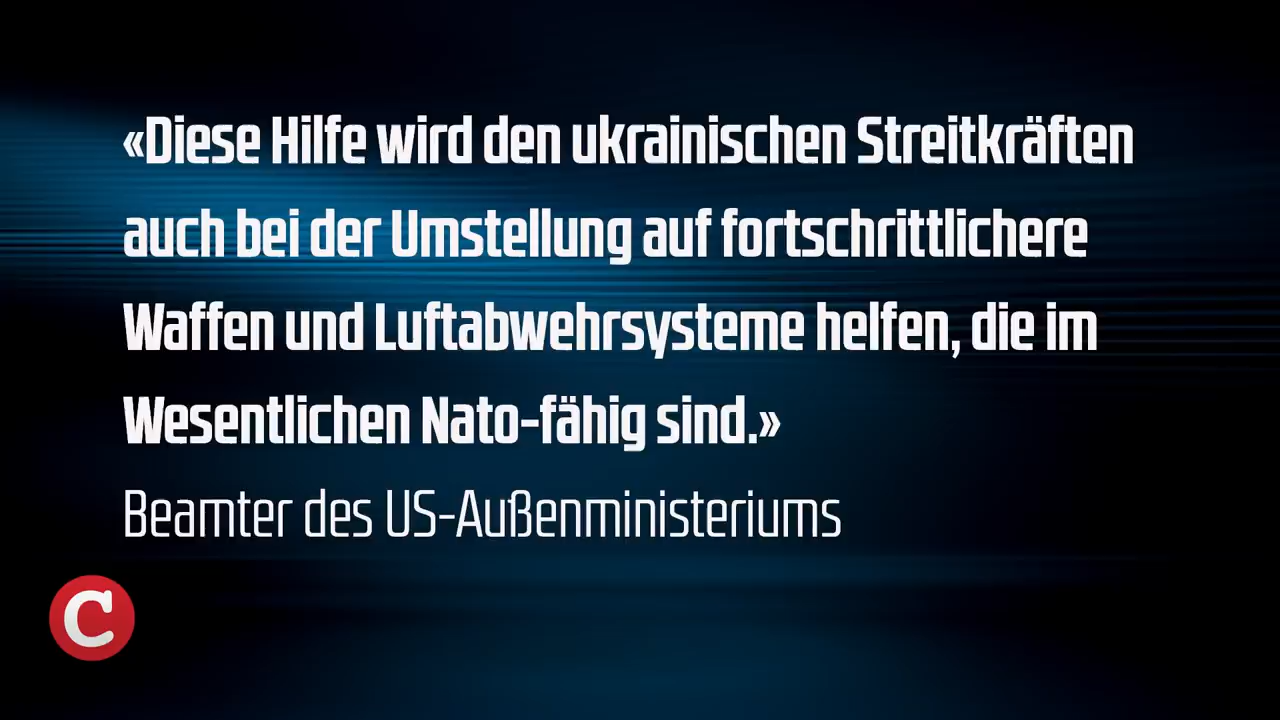 «Diese Hilfe wird den ukrainischen Streitkräften
auch bei der Umstellung auf fortschrittlichere
Waffen und Luftabwehrsysteme helfen, die im
Wesentlichen Nato-fähig sind.»
Beamter des US-Außenministeriums
C